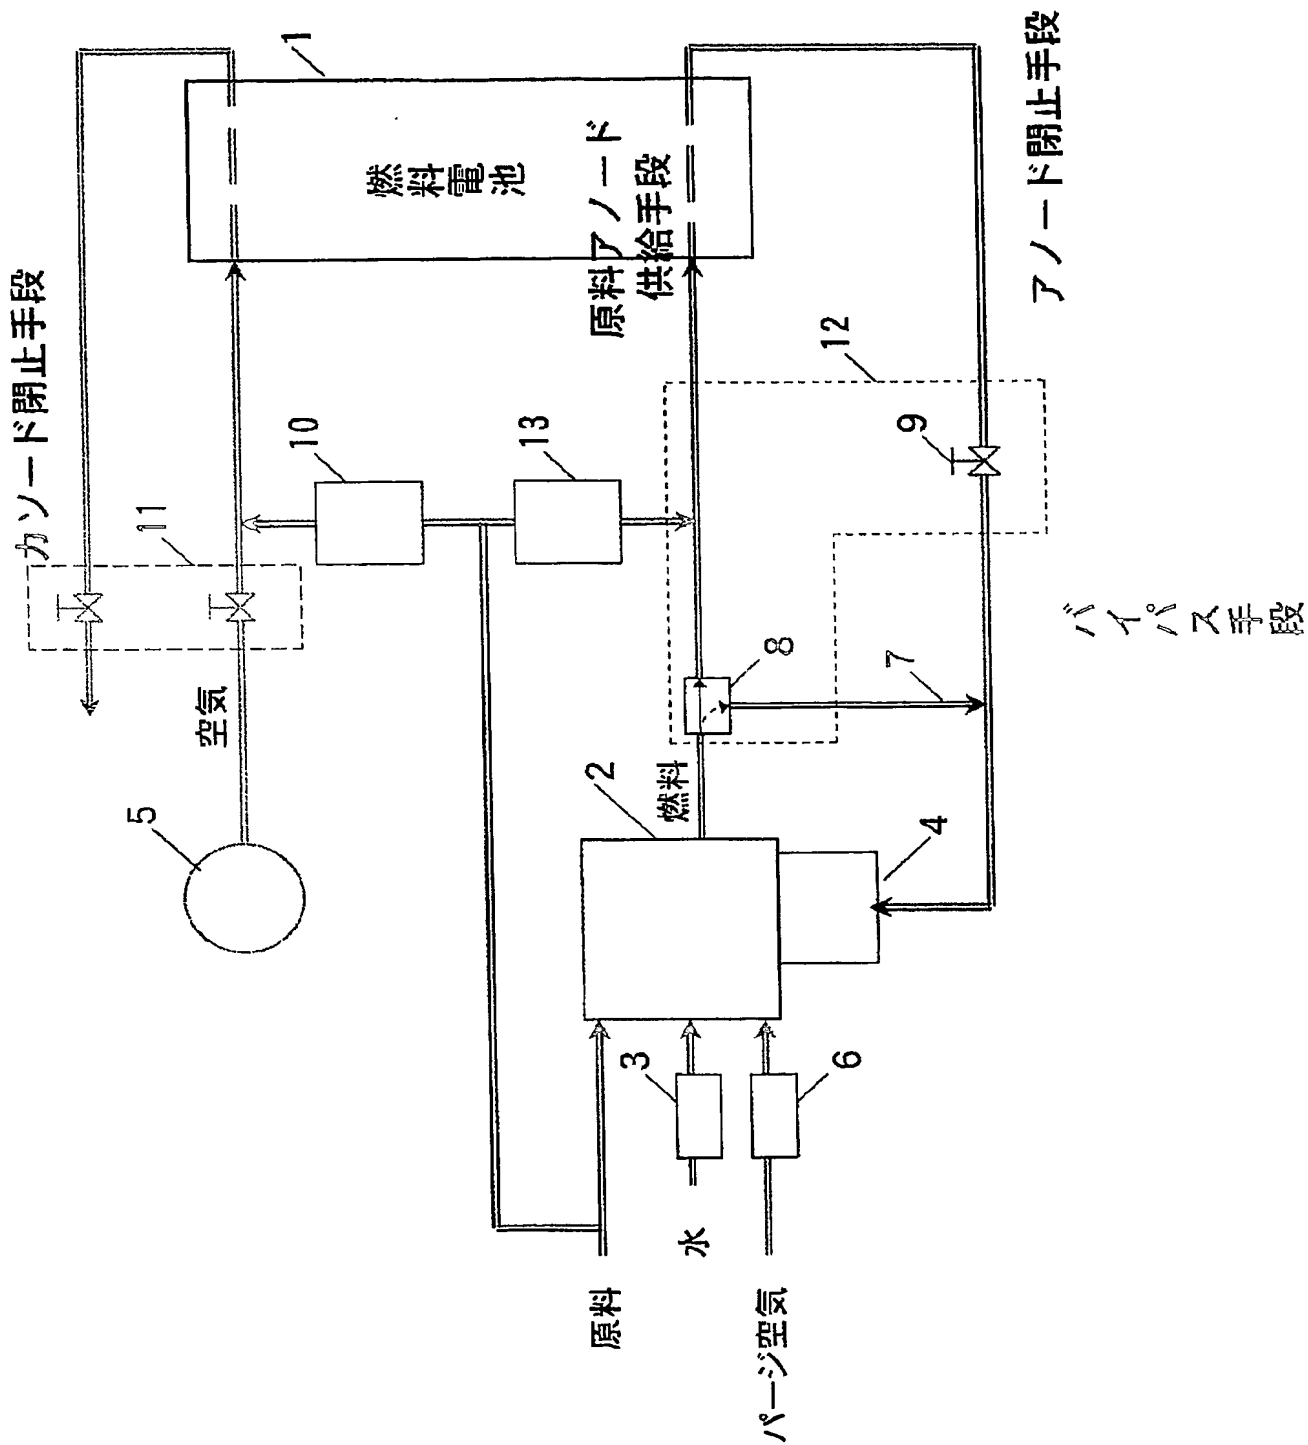 カソード閉止手段
11
空気
5
10
13
1
燃料電池
原料アノード
供給手段
12
9
アノード閉止手段
8
7
バイパス手段
燃料
2
4
3
6
原料
水
パージ空気